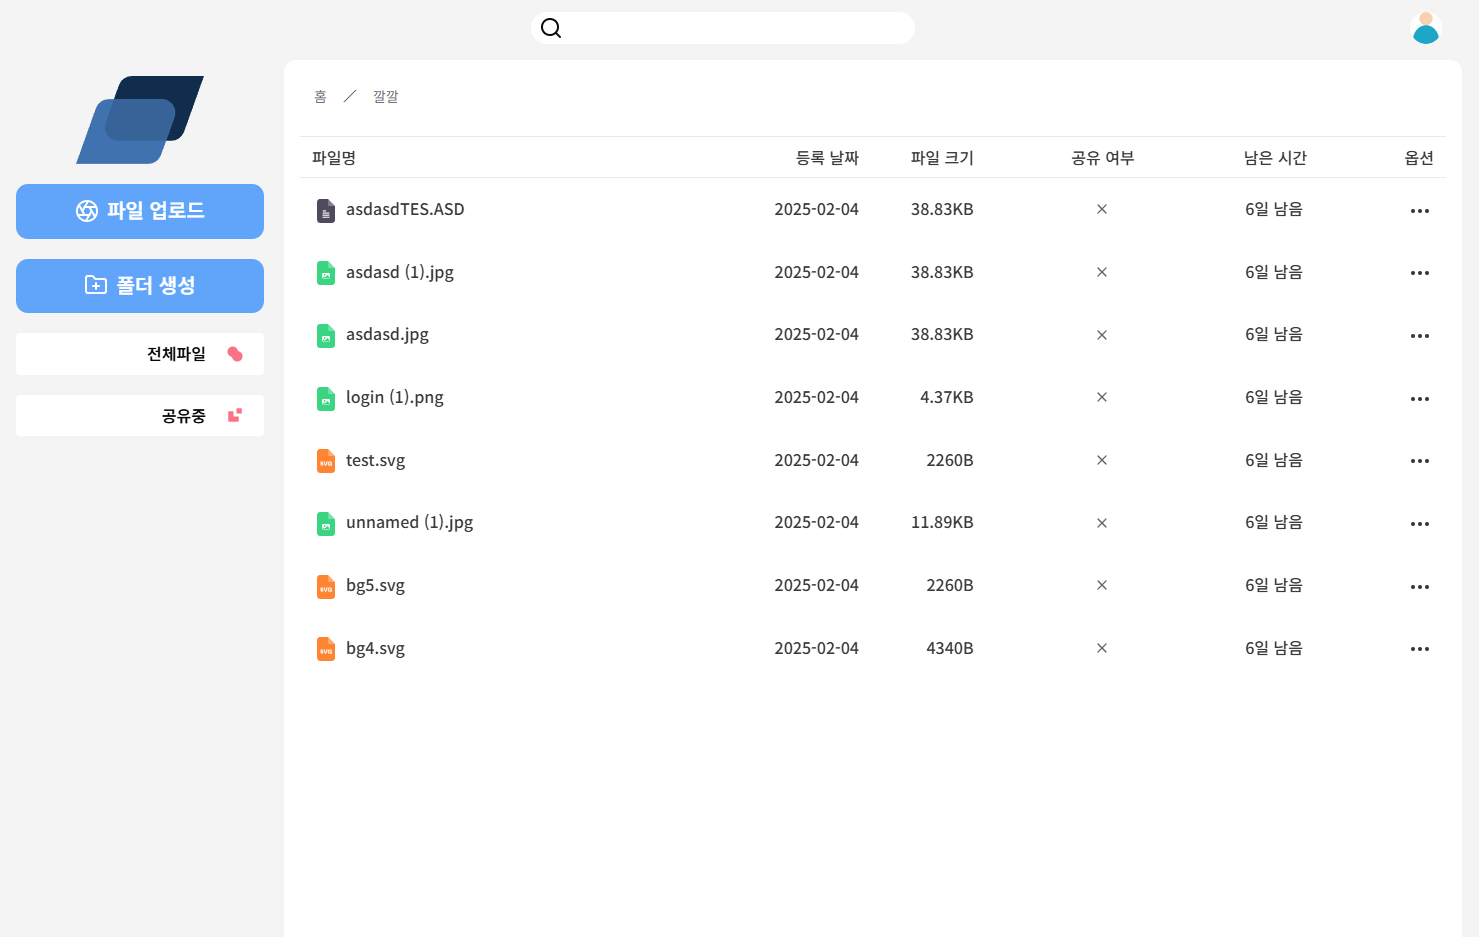 홈 ／ 깔깔
파일 업로드
폴더 생성
전체파일
공유중
파일명 등록 날짜 파일 크기 공유 여부 남은 시간 옵션
asdasdTES.ASD 2025-02-04 38.83KB × 6일 남음
asdasd (1).jpg 2025-02-04 38.83KB × 6일 남음
asdasd.jpg 2025-02-04 38.83KB × 6일 남음
login (1).png 2025-02-04 4.37KB × 6일 남음
SVG test.svg 2025-02-04 2260B × 6일 남음
unnamed (1).jpg 2025-02-04 11.89KB × 6일 남음
SVG bg5.svg 2025-02-04 2260B × 6일 남음
SVG bg4.svg 2025-02-04 4340B × 6일 남음